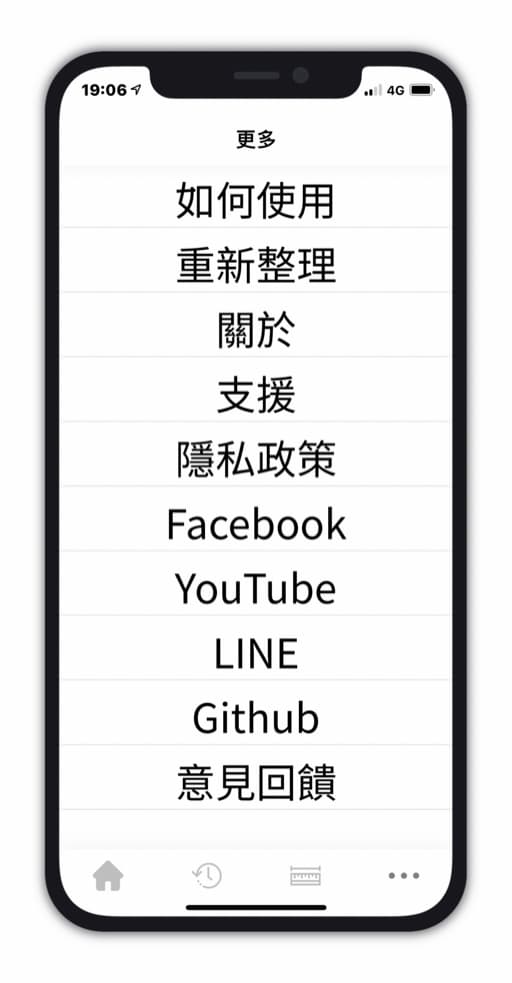 19:06 4G
更多
如何使用
重新整理
關於
支援
隱私政策
Facebook
YouTube
LINE
Github
意見回饋